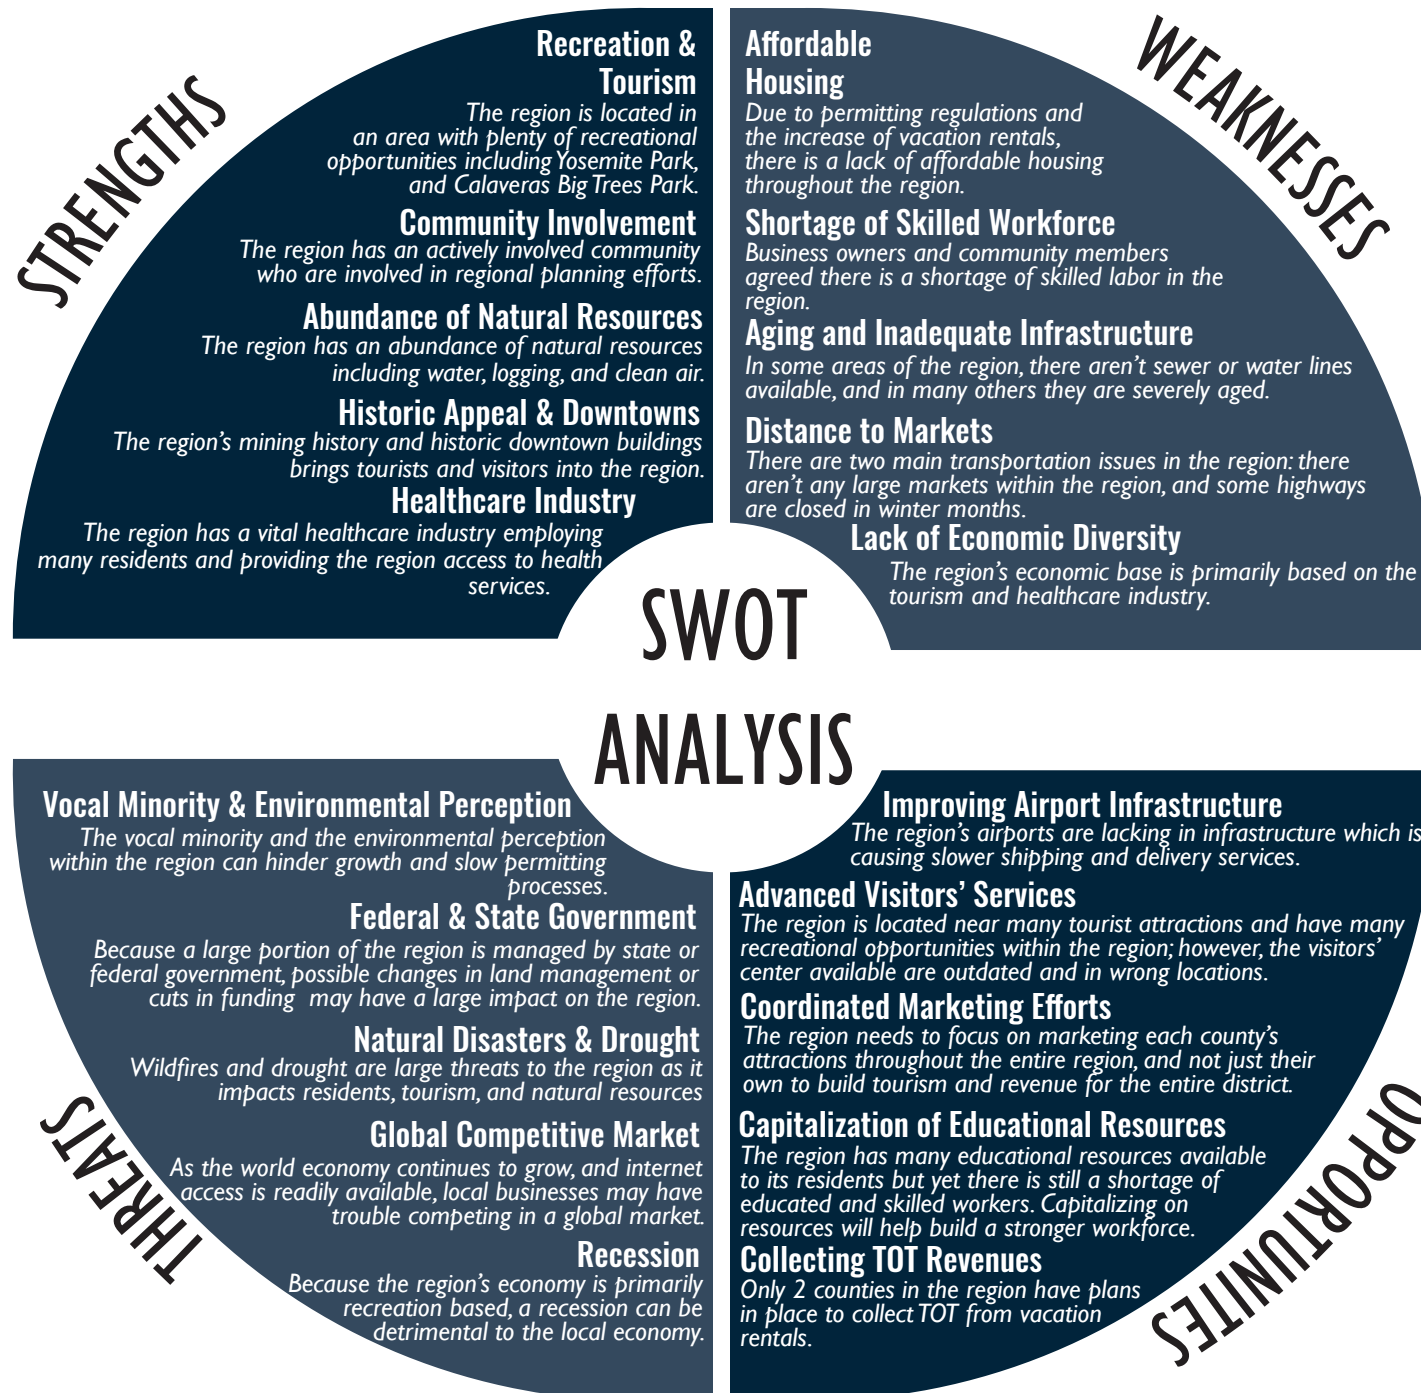 STRENGTHS
Recreation &
Tourism
The region is located in
an area with plenty of recreational
opportunities including Yosemite Park,
and Calaveras Big Trees Park.
Community Involvement
The region has an actively involved community
who are involved in regional planning efforts.
Abundance of Natural Resources
The region has an abundance of natural resources
including water, logging, and clean air.
Historic Appeal & Downtowns
The region's mining history and historic downtown buildings
brings tourists and visitors into the region.
Healthcare Industry
The region has a vital healthcare industry employing
many residents and providing the region access to health
services.
WEAKNESSES
Affordable
Housing
Due to permitting regulations and
the increase of vacation rentals,
there is a lack of affordable housing
throughout the region.
Shortage of Skilled Workforce
Business owners and community members
agreed there is a shortage of skilled labor in the
region.
Aging and Inadequate Infrastructure
In some areas of the region, there aren't sewer or water lines
available, and in many others they are severely aged.
Distance to Markets
There are two main transportation issues in the region: there
aren't any large markets within the region, and some highways
are closed in winter months.
Lack of Economic Diversity
The region's economic base is primarily based on the
tourism and healthcare industry.
SWOT
ANALYSIS
Vocal Minority & Environmental Perception
The vocal minority and the environmental perception
within the region can hinder growth and slow permitting
processes.
Federal & State Government
Because a large portion of the region is managed by state or
federal government, possible changes in land management or
cuts in funding may have a large impact on the region.
Natural Disasters & Drought
Wildfires and drought are large threats to the region as it
impacts residents, tourism, and natural resources
Global Competitive Market
As the world economy continues to grow, and internet
access is readily available, local businesses may have
trouble competing in a global market.
Recession
Because the region's economy is primarily
recreation based, a recession can be
detrimental to the local economy.
THREATS
Improving Airport Infrastructure
The region's airports are lacking in infrastructure which is
causing slower shipping and delivery services.
Advanced Visitors' Services
The region is located near many tourist attractions and have many
recreational opportunities within the region; however, the visitors'
center available are outdated and in wrong locations.
Coordinated Marketing Efforts
The region needs to focus on marketing each county's
attractions throughout the entire region, and not just their
own to build tourism and revenue for the entire district.
Capitalization of Educational Resources
The region has many educational resources available
to its residents but yet there is still a shortage of
educated and skilled workers. Capitalizing on
resources will help build a stronger workforce.
Collecting TOT Revenues
Only 2 counties in the region have plans
in place to collect TOT from vacation
rentals.
OPPORTUNITIES